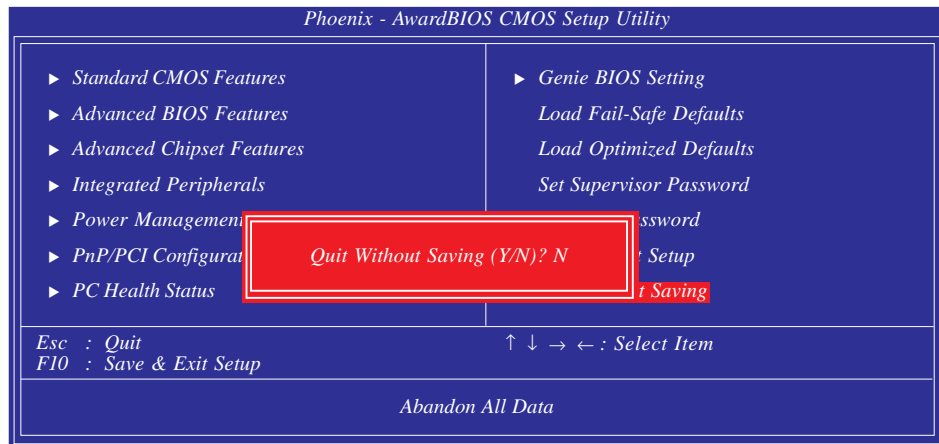 Phoenix - AwardBIOS CMOS Setup Utility
▶ Standard CMOS Features
▶ Advanced BIOS Features
▶ Advanced Chipset Features
▶ Integrated Peripherals
▶ Power Management
▶ PnP/PCI Configurat
▶ PC Health Status
▶ Genie BIOS Setting
Load Fail-Safe Defaults
Load Optimized Defaults
Set Supervisor Password
ssword
t Setup
t Saving
Quit Without Saving (Y/N)? N
Esc : Quit
F10 : Save & Exit Setup
↑ ↓ → ← : Select Item
Abandon All Data